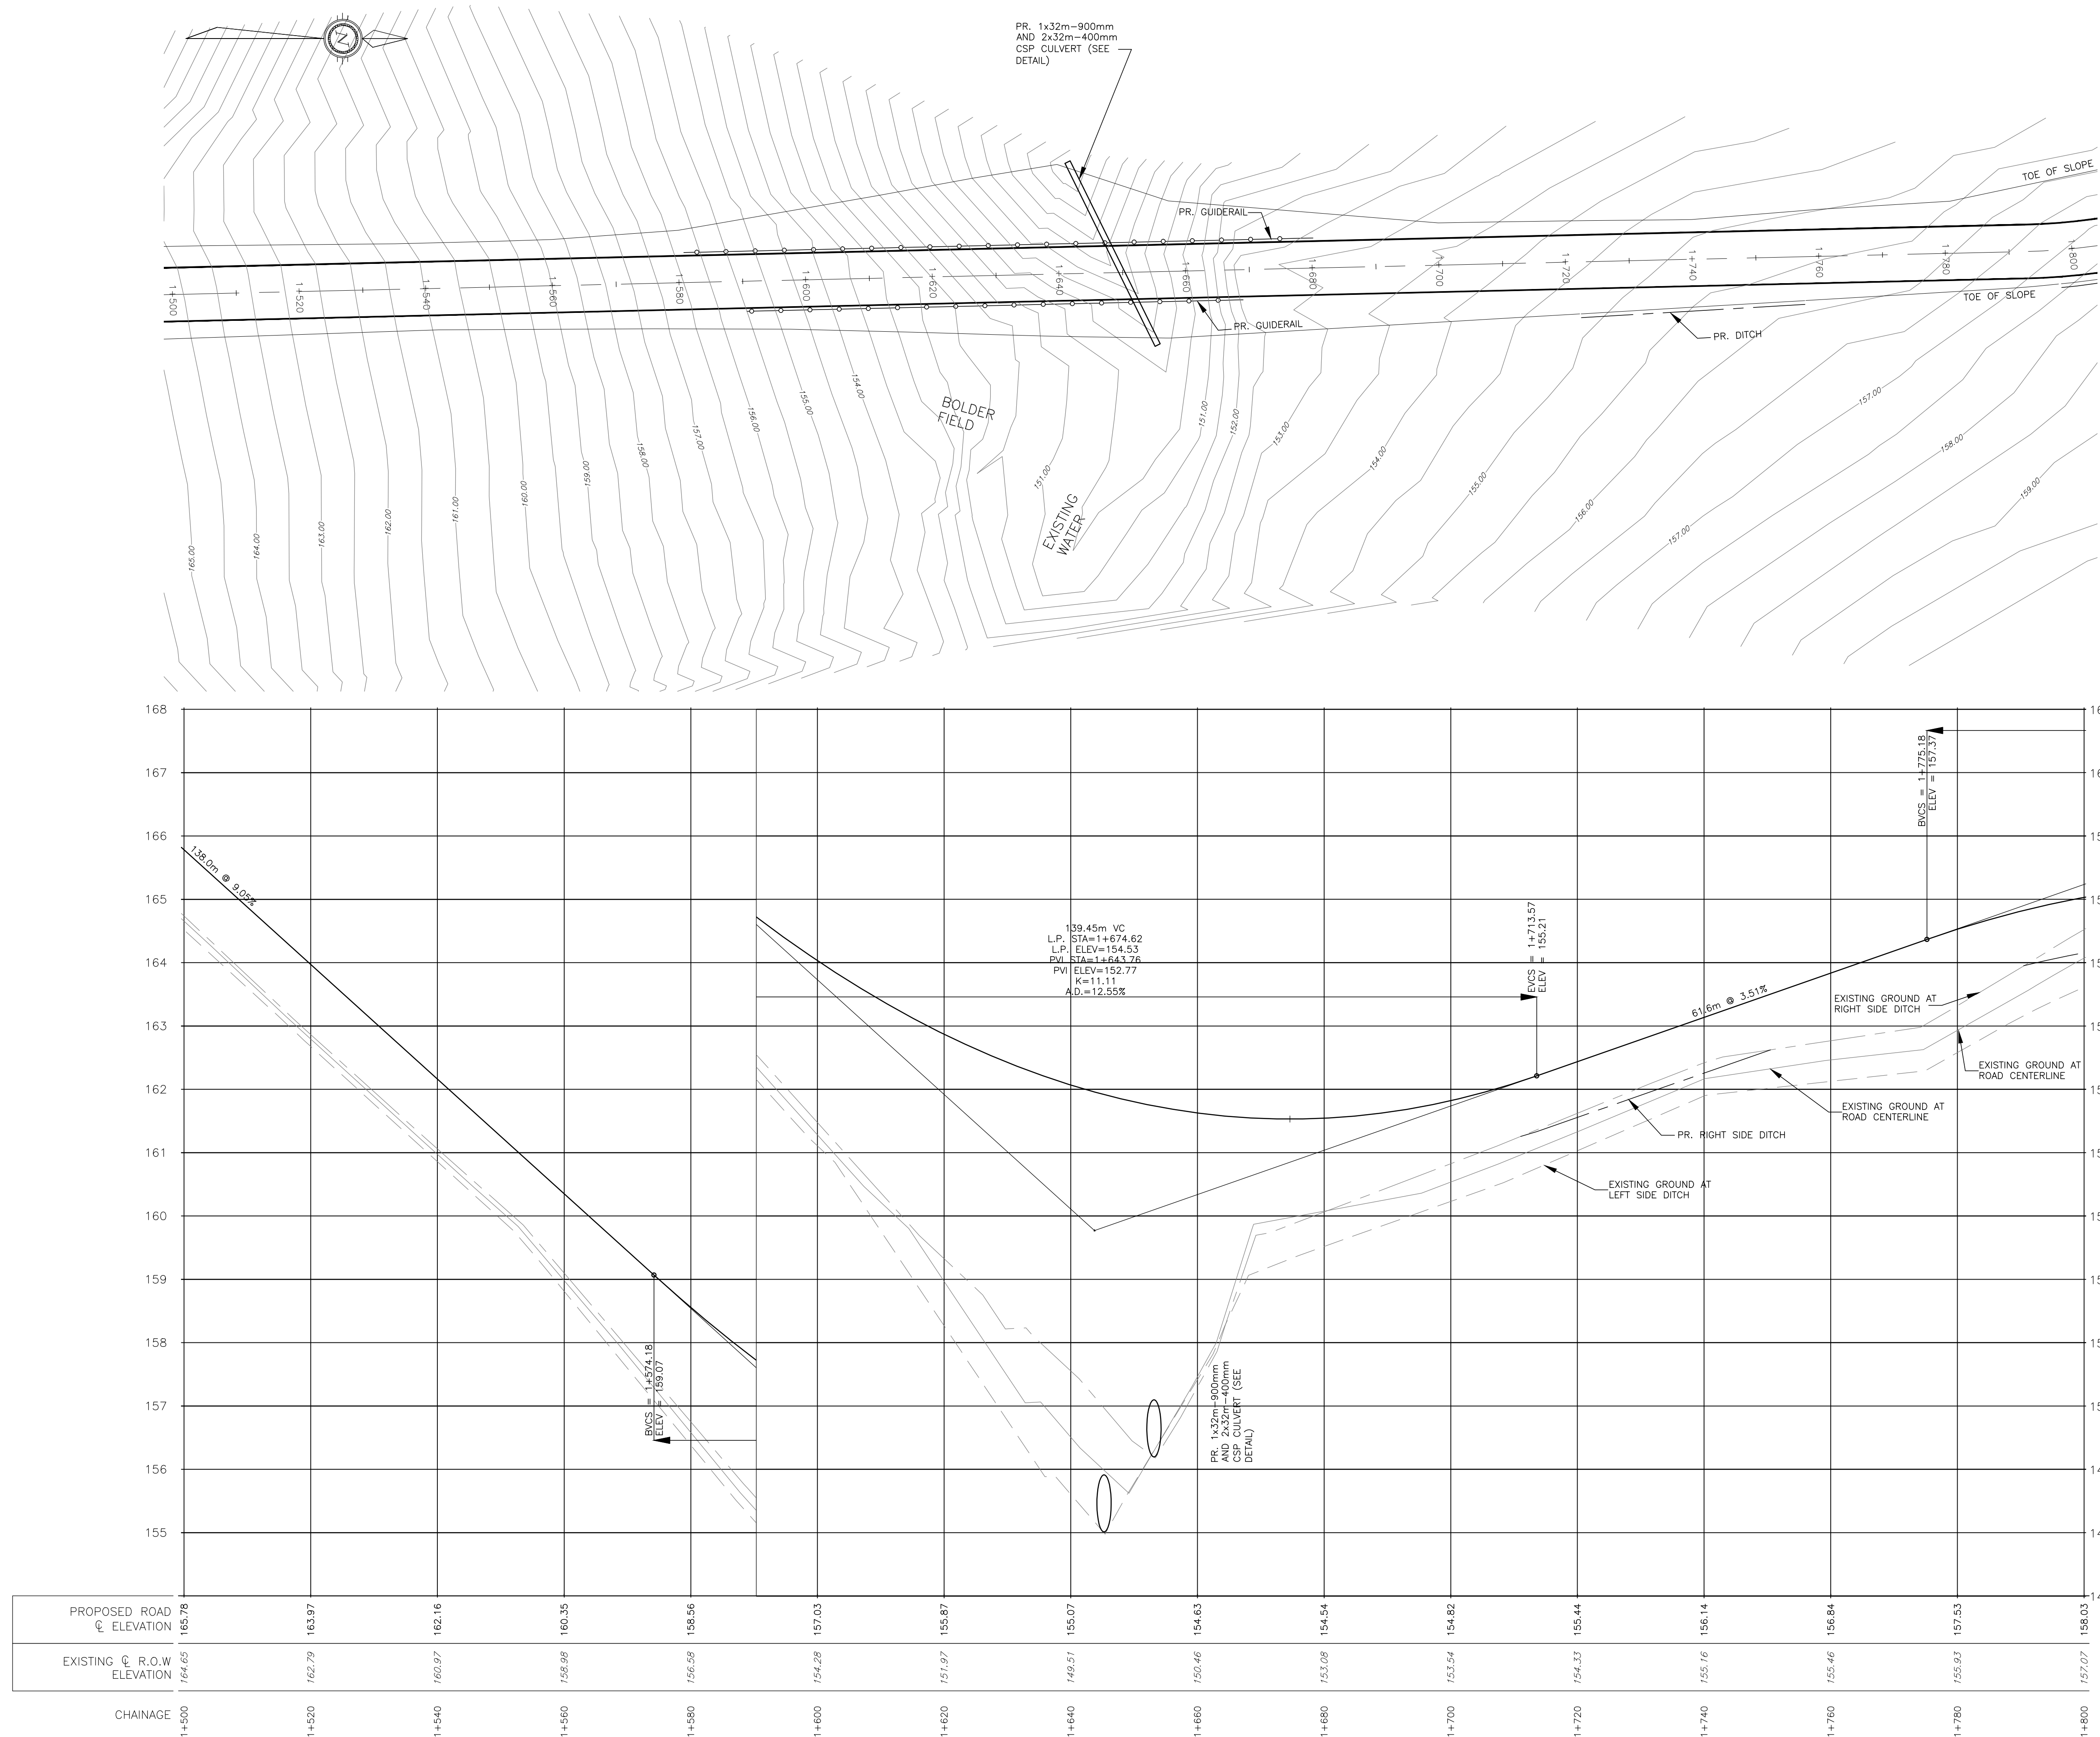 N
PR. 1x32m-900mm
AND 2x32m-400mm
CSP CULVERT (SEE
DETAIL)
TOE OF SLOPE
PR. GUIDERAIL
1+500
1+520
1+540
1+560
1+580
1+600
1+620
1+640
1+660
1+680
1+700
1+720
1+740
1+760
1+780
1+800
TOE OF SLOPE
PR. GUIDERAIL
PR. DITCH
BOLDER
FIELD
EXISTING
WATER
165.00
164.00
163.00
162.00
161.00
160.00
159.00
158.00
157.00
156.00
155.00
154.00
151.00
151.00
152.00
153.00
154.00
155.00
156.00
157.00
157.00
158.00
159.00
168
167
166
165
164
163
162
161
160
159
158
157
156
155
138.0m @ 9.05%
BVCS = 1+574.18
ELEV = 159.07
139.45m VC
L.P. STA=1+674.62
L.P. ELEV=154.53
PVI STA=1+643.76
PVI ELEV=152.77
K=11.11
A.D.=12.55%
EVCS = 1+713.57
ELEV = 155.21
61.6m @ 3.51%
BVCS = 1+775.18
ELEV = 157.37
EXISTING GROUND AT
RIGHT SIDE DITCH
EXISTING GROUND AT
ROAD CENTERLINE
EXISTING GROUND AT
ROAD CENTERLINE
PR. RIGHT SIDE DITCH
EXISTING GROUND AT
LEFT SIDE DITCH
PR. 1x32m-900mm
AND 2x32m-400mm
CSP CULVERT (SEE
DETAIL)
PROPOSED ROAD
℄ ELEVATION
165.78 163.97 162.16 160.35 158.56 157.03 155.87 155.07 154.63 154.54 154.82 155.44 156.14 156.84 157.53 158.03
EXISTING ℄ R.O.W
ELEVATION
164.65 162.79 160.97 158.98 156.58 154.28 151.97 149.51 150.46 153.08 153.54 154.33 155.16 155.46 155.93 157.07
CHAINAGE
1+500 1+520 1+540 1+560 1+580 1+600 1+620 1+640 1+660 1+680 1+700 1+720 1+740 1+760 1+780 1+800